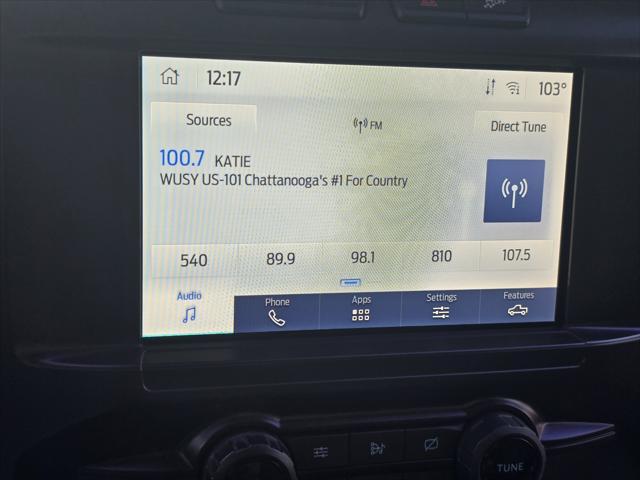 12:17
103°
Sources
FM
Direct Tune
100.7 KATIE
WUSY US-101 Chattanooga's #1 For Country
540 89.9 98.1 810 107.5
Audio Phone Apps Settings Features
TUNE